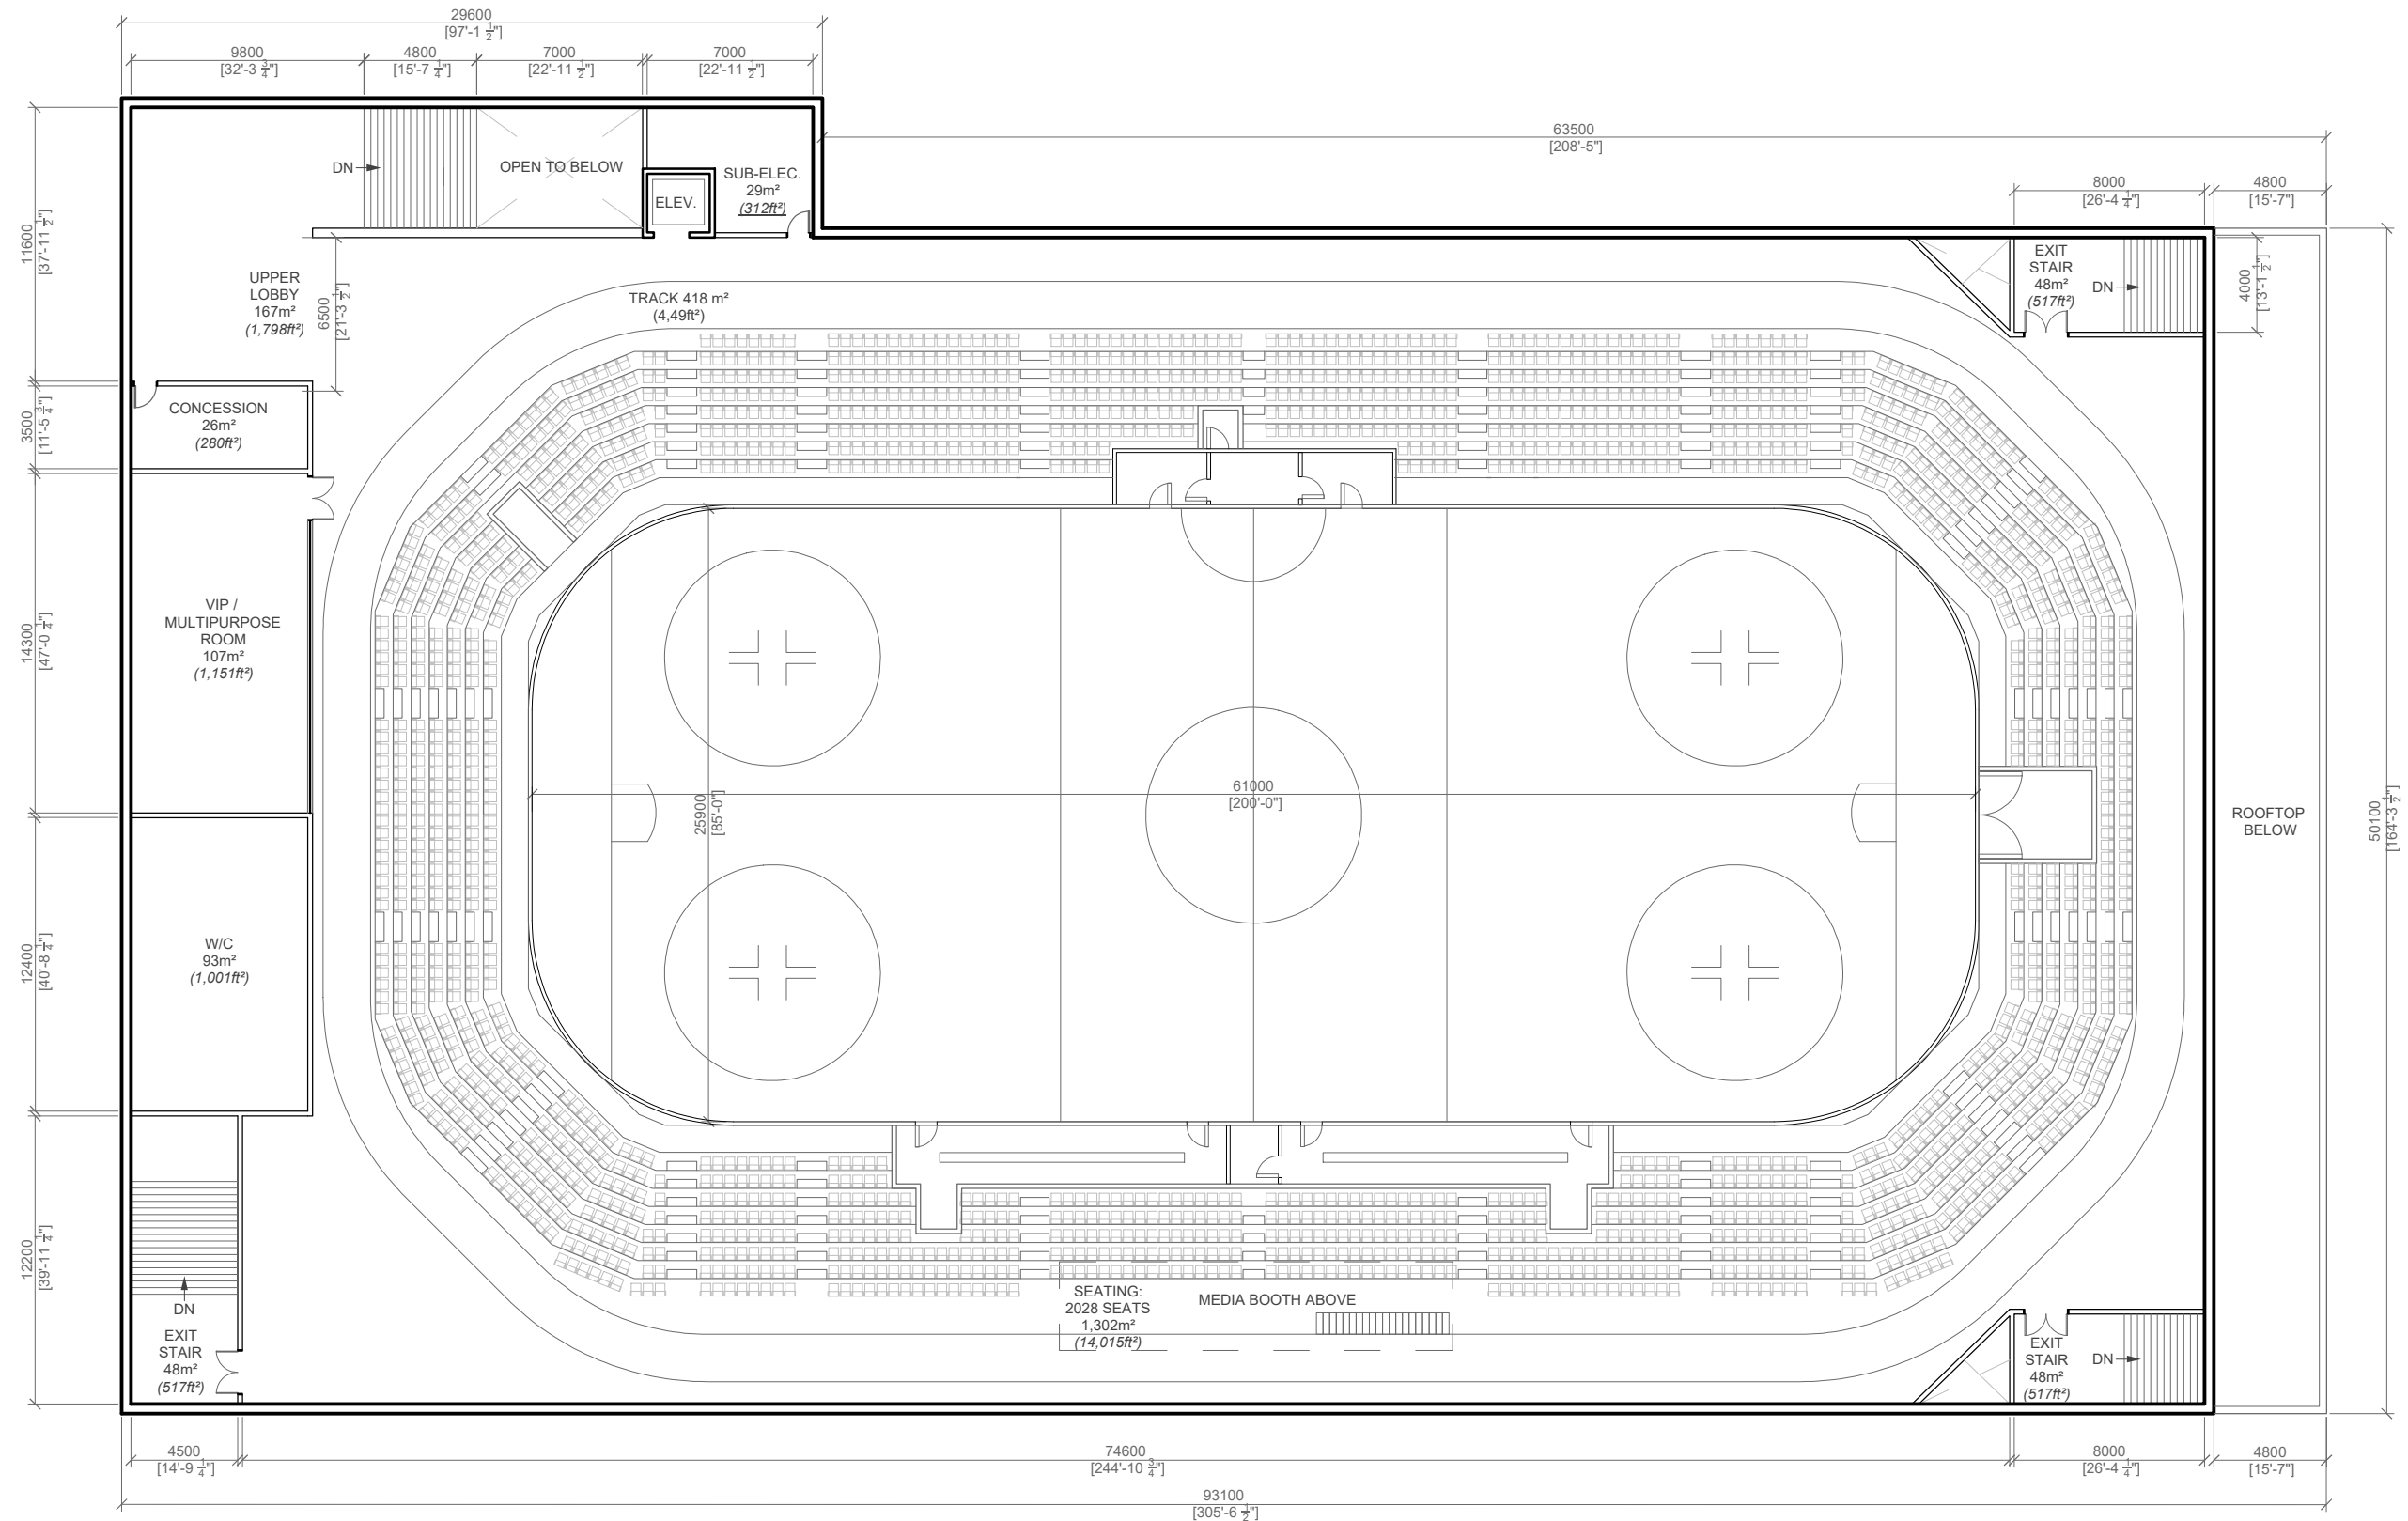 29600
[97'-1 1/2"]
9800
[32'-3 3/4"]
4800
[15'-7 1/4"]
7000
[22'-11 1/2"]
7000
[22'-11 1/2"]
63500
[208'-5"]
8000
[26'-4 1/4"]
4800
[15'-7"]
DN
OPEN TO BELOW
ELEV.
SUB-ELEC.
29m²
(312ft²)
11600
[37'-11 1/2"]
UPPER
LOBBY
167m²
(1,798ft²)
6500
[21'-3 1/2"]
TRACK 418 m²
(4,49ft²)
EXIT
STAIR
48m²
(517ft²)
DN
4000
[13'-1 1/2"]
3500
[11'-5 3/4"]
CONCESSION
26m²
(280ft²)
14300
[47'-0 1/4"]
VIP /
MULTIPURPOSE
ROOM
107m²
(1,151ft²)
25900
[85'-0"]
61000
[200'-0"]
ROOFTOP
BELOW
50100
[164'-3 1/2"]
12400
[40'-8 1/4"]
W/C
93m²
(1,001ft²)
12200
[39'-11 1/4"]
DN
EXIT
STAIR
48m²
(517ft²)
SEATING:
2028 SEATS
1,302m²
(14,015ft²)
MEDIA BOOTH ABOVE
EXIT
STAIR
48m²
(517ft²)
DN
4500
[14'-9 1/4"]
74600
[244'-10 3/4"]
8000
[26'-4 1/4"]
4800
[15'-7"]
93100
[305'-6 1/2"]